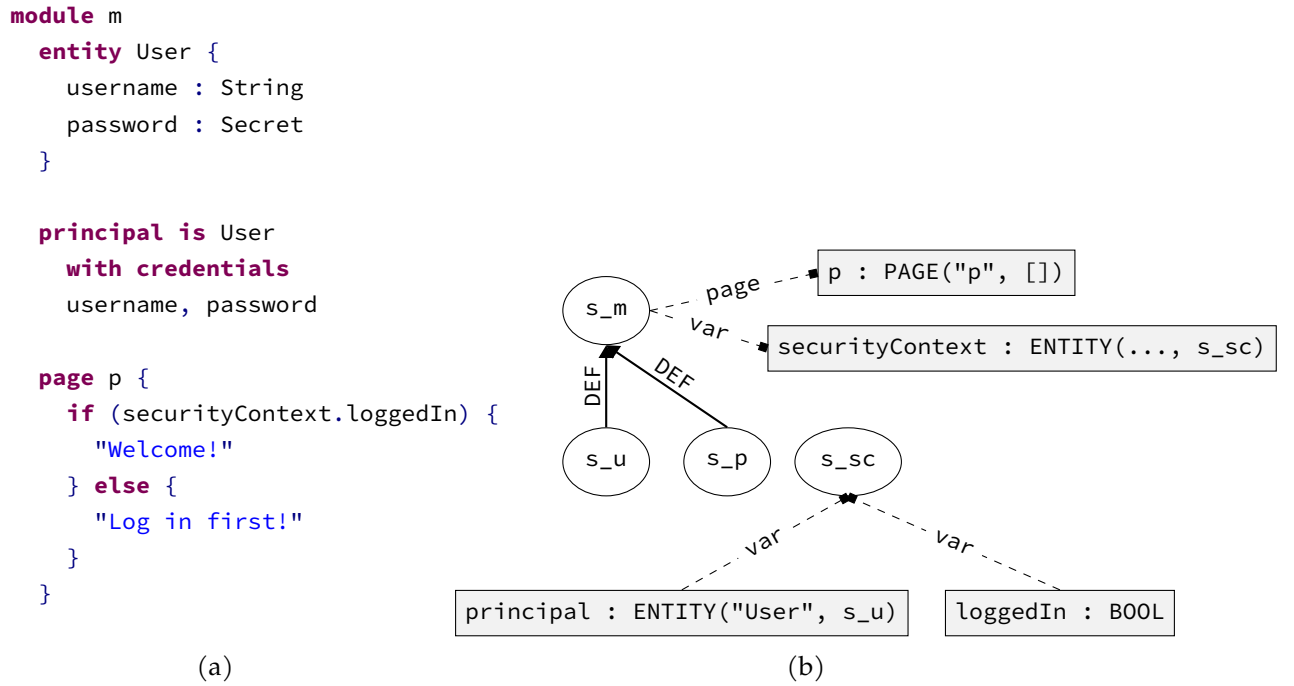 module m
entity User {
username : String
password : Secret
}
principal is User
with credentials
username, password
page p {
if (securityContext.loggedIn) {
"Welcome!"
} else {
"Log in first!"
}
}
(a)
s_m
page
p : PAGE("p", [])
var
securityContext : ENTITY(..., s_sc)
DEF
DEF
s_u
s_p
s_sc
var
var
principal : ENTITY("User", s_u)
loggedIn : BOOL
(b)